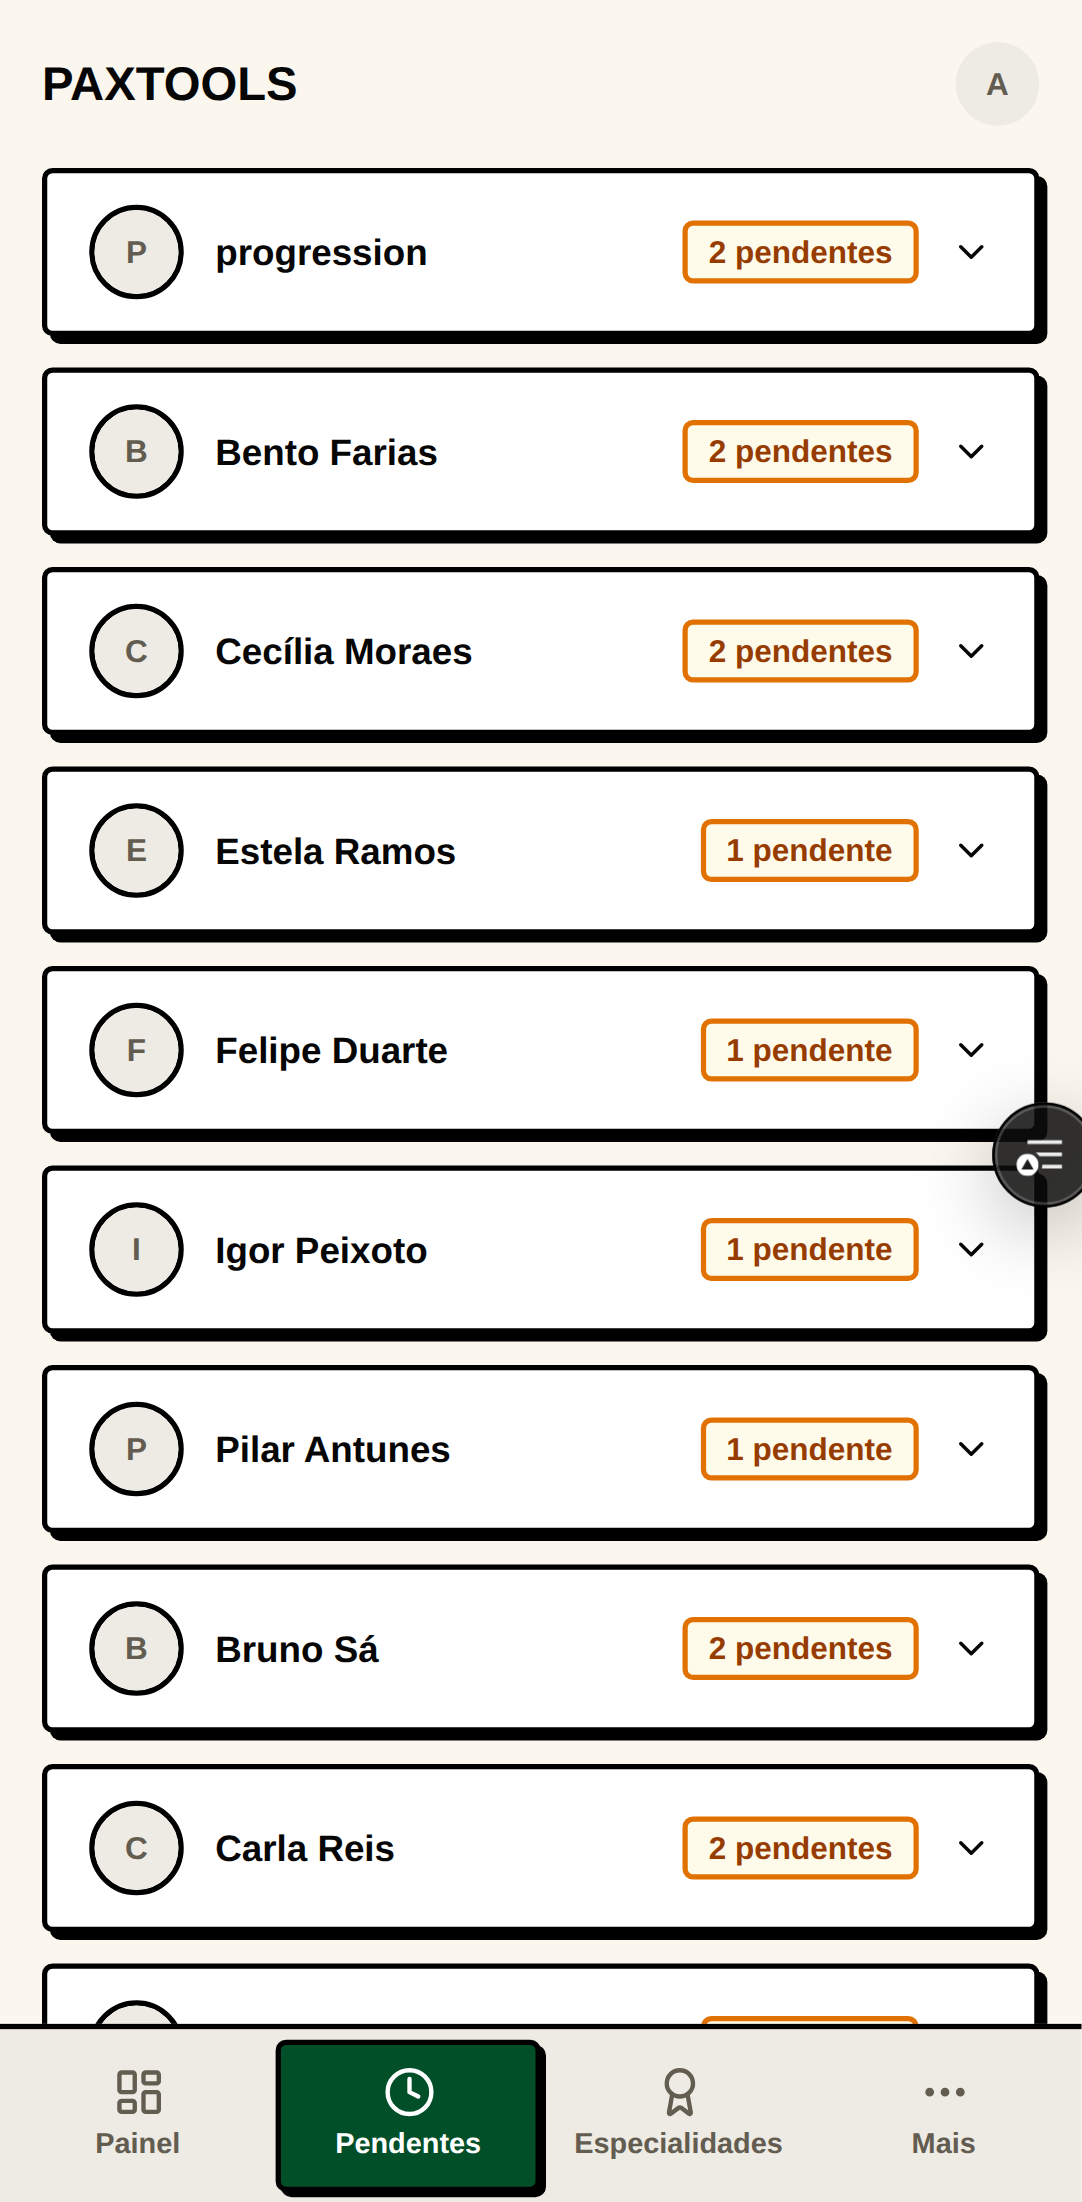 PAXTOOLS
A
P progression 2 pendentes
B Bento Farias 2 pendentes
C Cecília Moraes 2 pendentes
E Estela Ramos 1 pendente
F Felipe Duarte 1 pendente
I Igor Peixoto 1 pendente
P Pilar Antunes 1 pendente
B Bruno Sá 2 pendentes
C Carla Reis 2 pendentes
Painel Pendentes Especialidades Mais